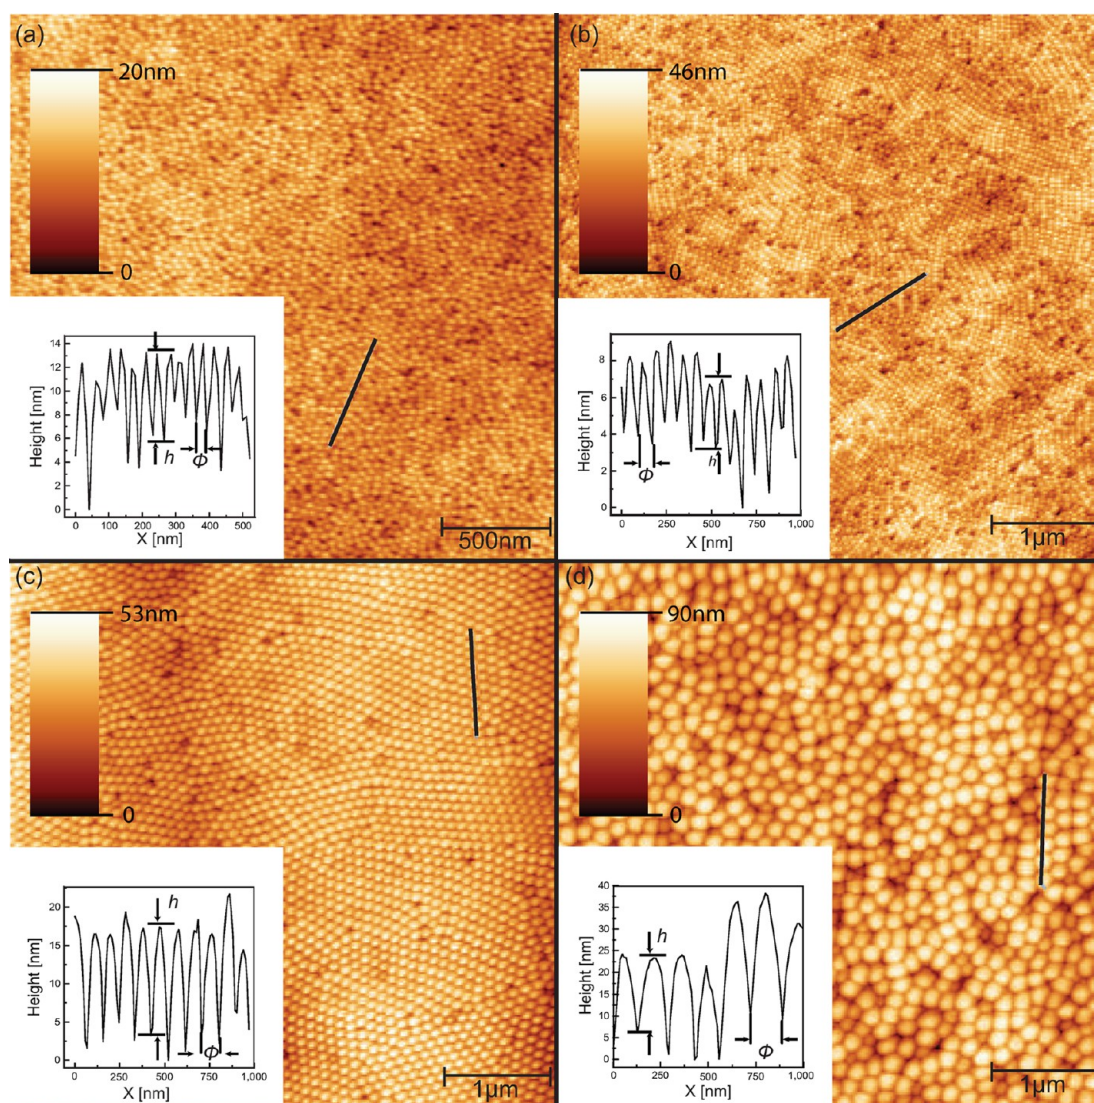 (a)
20nm
0
14
12
10
8
6
4
2
0
Height [nm]
h
Φ
0 100 200 300 400 500
X [nm]
500nm
(b)
46nm
0
8
6
4
2
0
Height [nm]
Φ
h
0 250 500 750 1,000
X [nm]
1μm
(c)
53nm
0
20
15
10
5
0
Height [nm]
h
Φ
0 250 500 750 1,000
X [nm]
1μm
(d)
90nm
0
40
35
30
25
20
15
10
5
0
Height [nm]
h
Φ
0 250 500 750 1,000
X [nm]
1μm